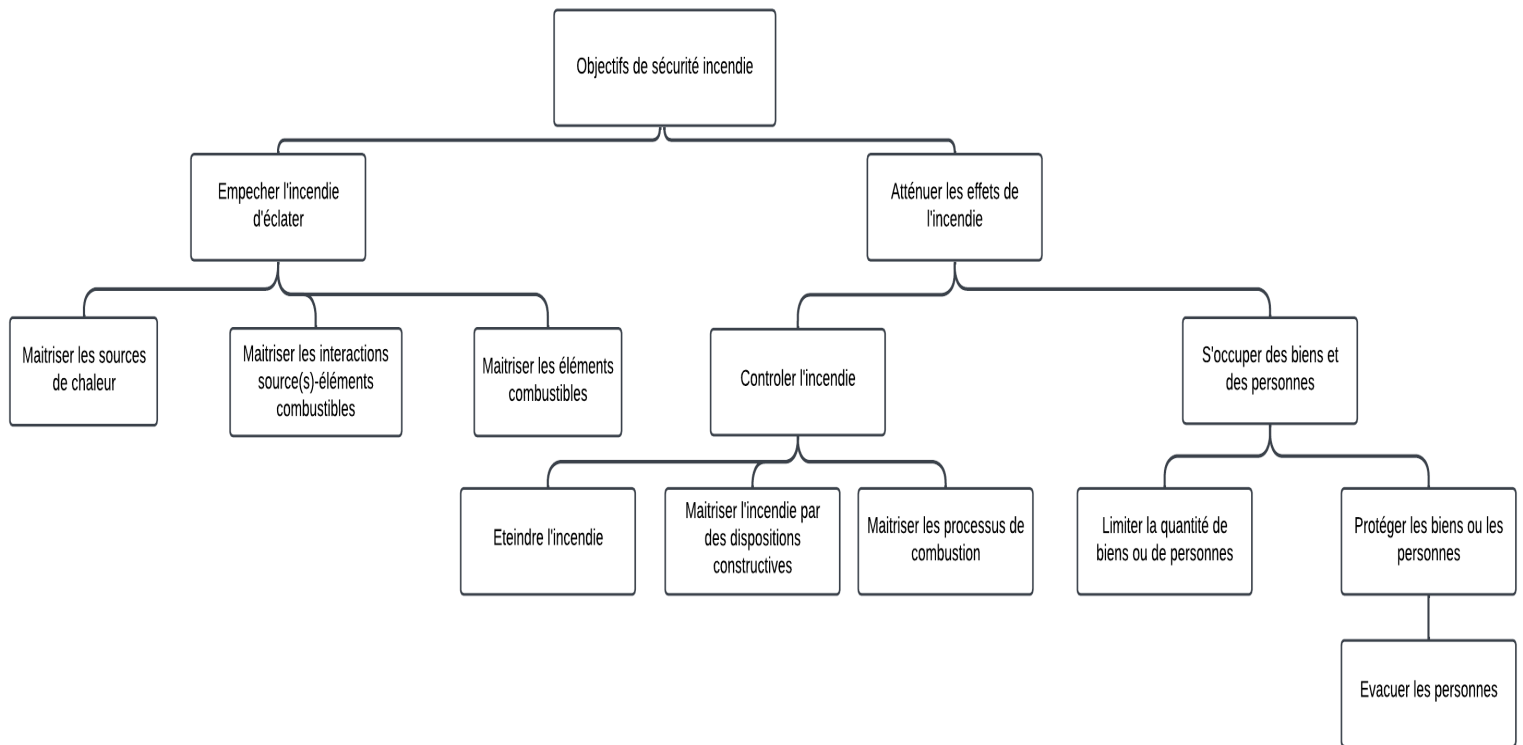 Objectifs de sécurité incendie
Empecher l'incendie
d'éclater
Atténuer les effets de
l'incendie
Maitriser les sources
de chaleur
Maitriser les interactions
source(s)-éléments
combustibles
Maitriser les éléments
combustibles
Controler l'incendie
S'occuper des biens et
des personnes
Eteindre l'incendie
Maitriser l'incendie par
des dispositions
constructives
Maitriser les processus de
combustion
Limiter la quantité de
biens ou de personnes
Protéger les biens ou les
personnes
Evacuer les personnes